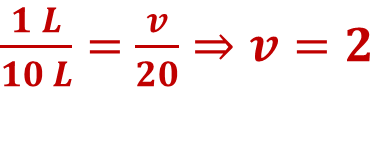 1 L / 10 L = v / 20 ⇒ v = 2